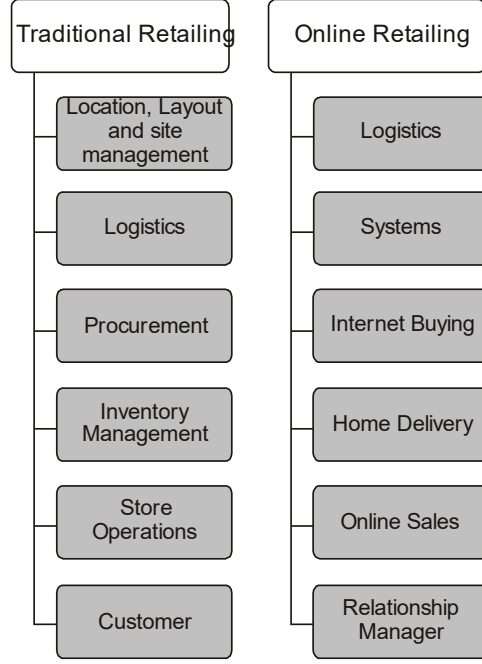 Traditional Retailing
Location, Layout
and site
management
Logistics
Procurement
Inventory
Management
Store
Operations
Customer
Online Retailing
Logistics
Systems
Internet Buying
Home Delivery
Online Sales
Relationship
Manager